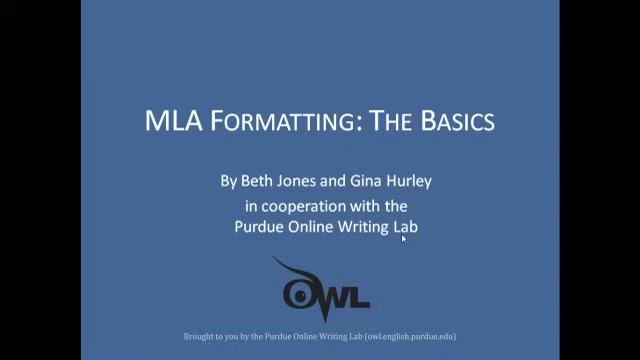 MLA FORMATTING: THE BASICS
By Beth Jones and Gina Hurley
in cooperation with the
Purdue Online Writing Lab
OWL
Brought to you by the Purdue Online Writing Lab (owl.english.purdue.edu)